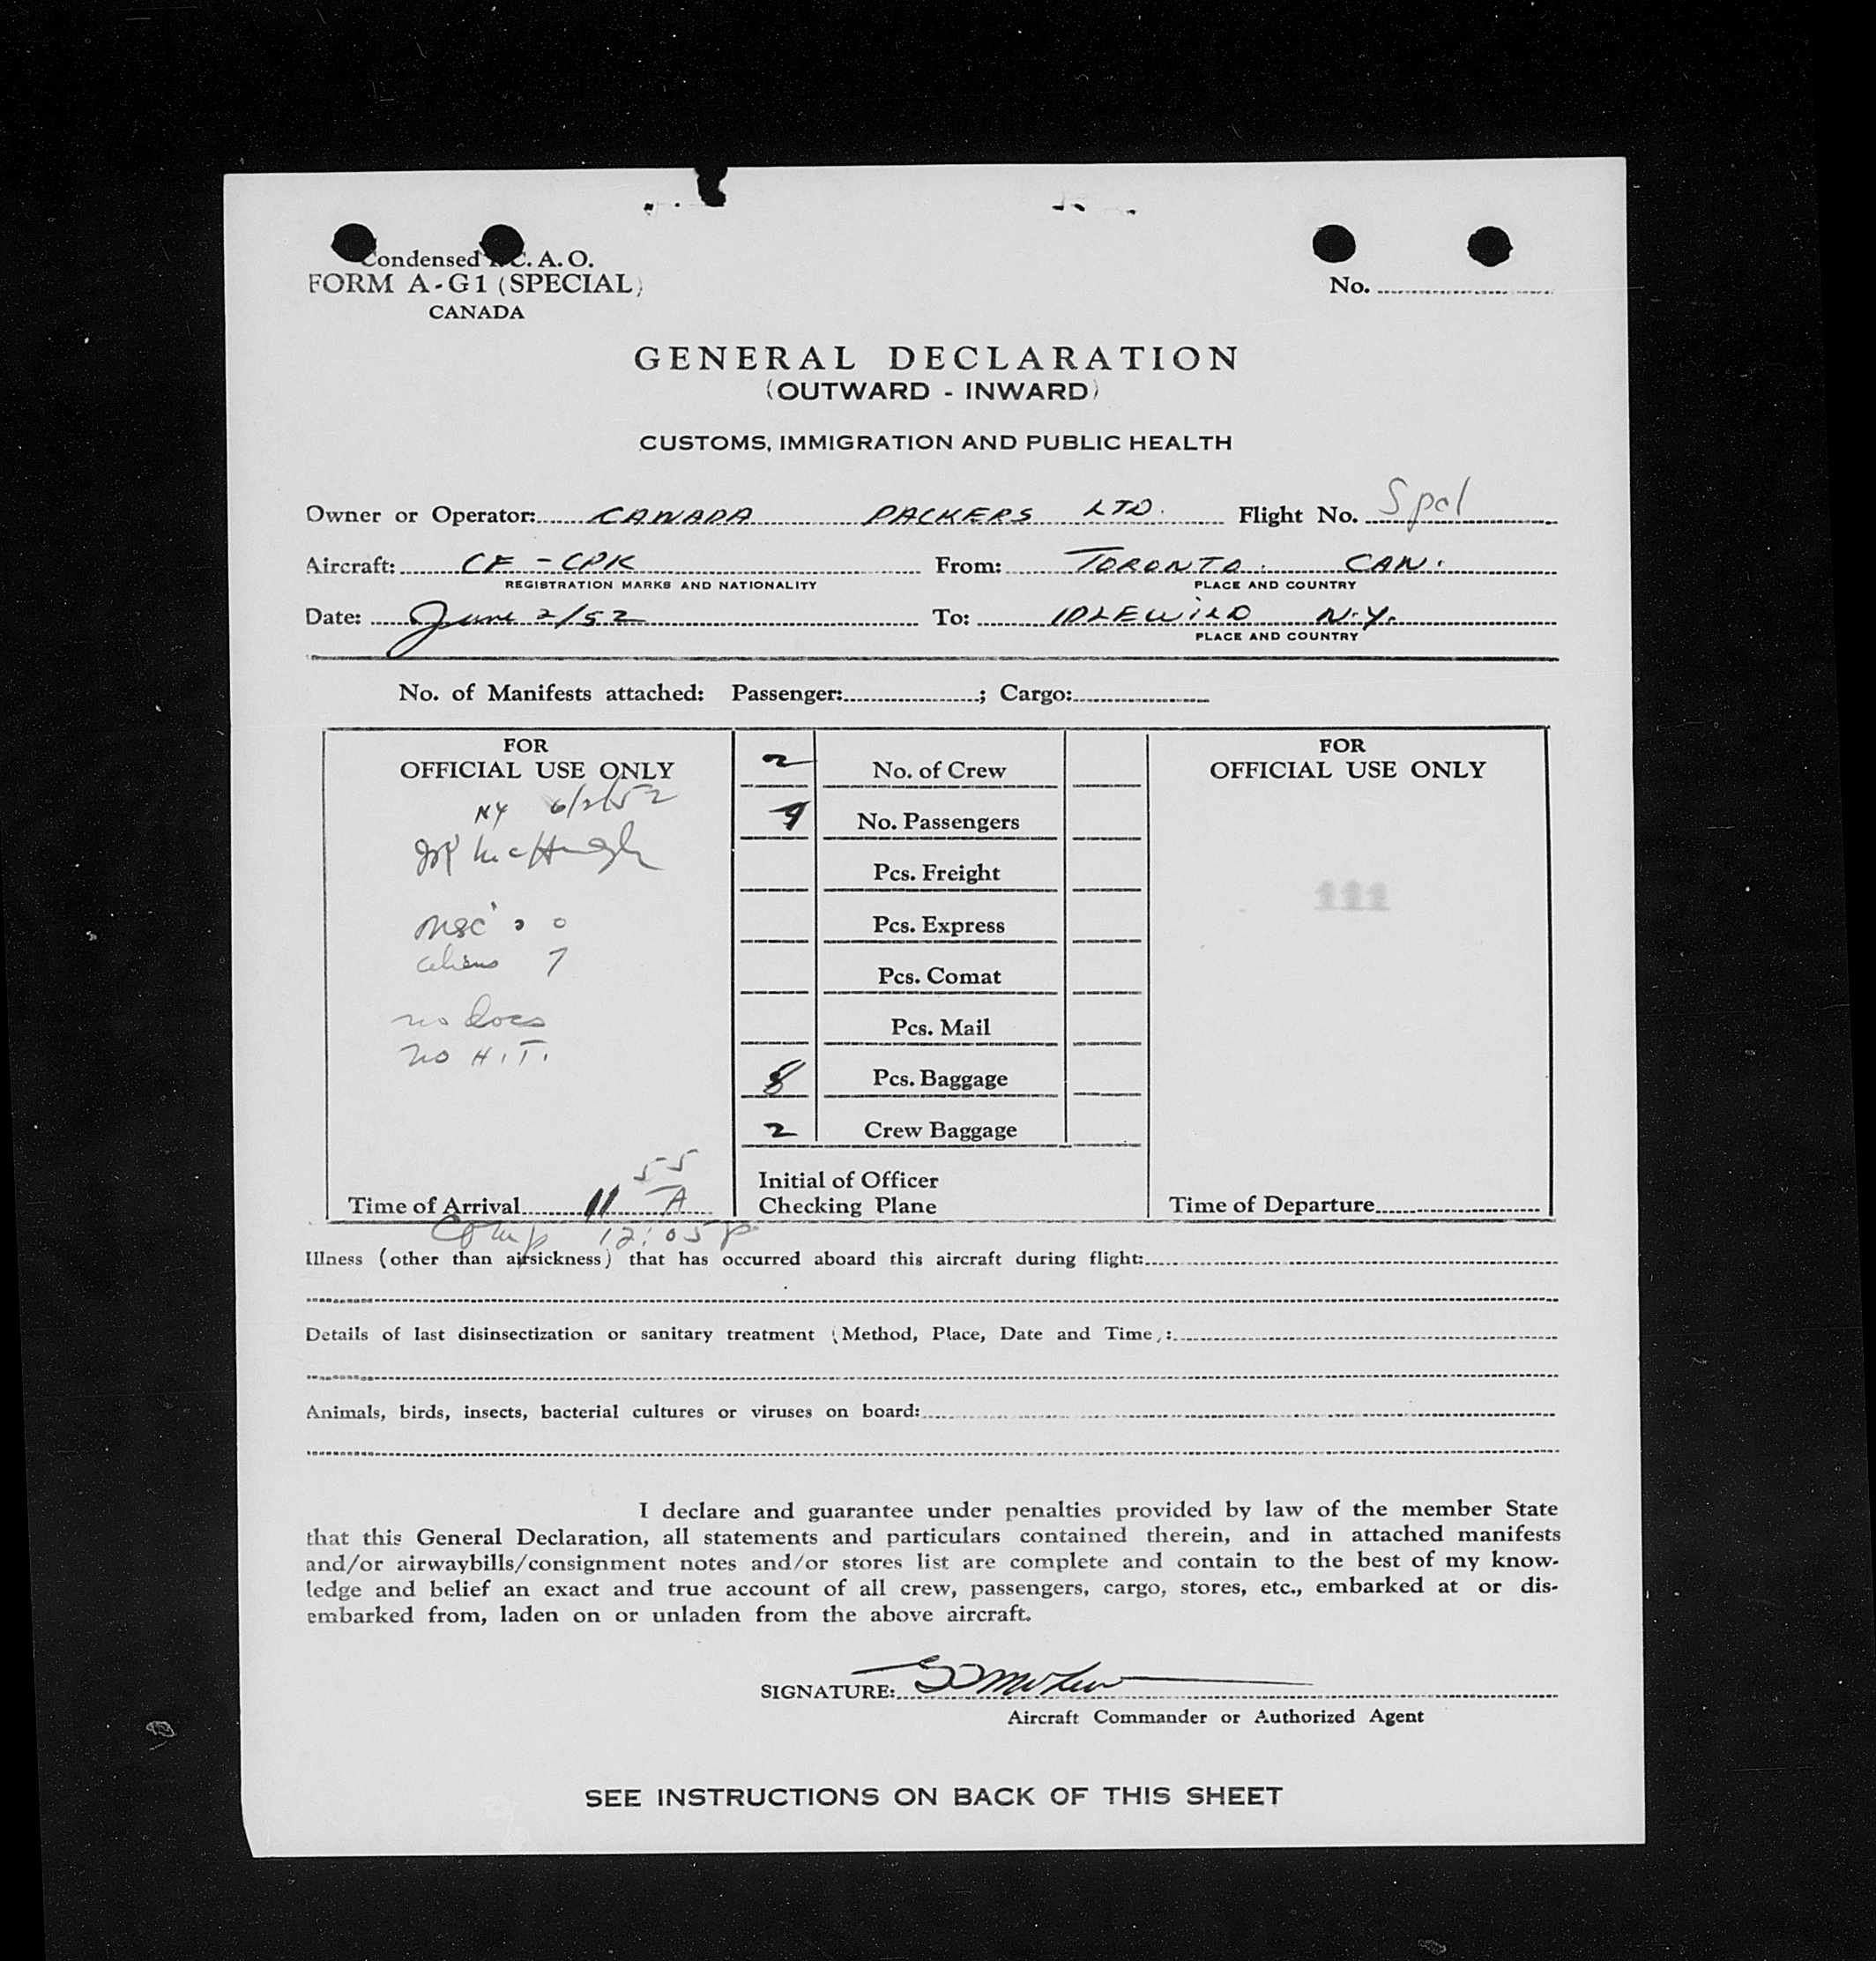 Condensed I.C.A.O.
FORM A-G1 (SPECIAL)
CANADA
No.
GENERAL DECLARATION
(OUTWARD - INWARD)
CUSTOMS, IMMIGRATION AND PUBLIC HEALTH
Owner or Operator: CANADA PACKERS LTD. Flight No. Spcl
Aircraft: CF-CPK From: TORONTO. CAN.
REGISTRATION MARKS AND NATIONALITY PLACE AND COUNTRY
Date: June 2/52 To: IDLEWILD N.Y.
PLACE AND COUNTRY
No. of Manifests attached: Passenger: ; Cargo:
FOR OFFICIAL USE ONLY
NY 6/2/52
McHugh
0
aliens 7
no docs
no H.T.
Time of Arrival 11 55 A
Comp 12:05 P
2 No. of Crew
No. Passengers
Pcs. Freight
Pcs. Express
Pcs. Comat
Pcs. Mail
8 Pcs. Baggage
2 Crew Baggage
Initial of Officer
Checking Plane
FOR
OFFICIAL USE ONLY
111
Time of Departure
Illness (other than airsickness) that has occurred aboard this aircraft during flight:
Details of last disinsectization or sanitary treatment (Method, Place, Date and Time):
Animals, birds, insects, bacterial cultures or viruses on board:
I declare and guarantee under penalties provided by law of the member State
that this General Declaration, all statements and particulars contained therein, and in attached manifests
and/or airwaybills/consignment notes and/or stores list are complete and contain to the best of my know-
ledge and belief an exact and true account of all crew, passengers, cargo, stores, etc., embarked at or dis-
embarked from, laden on or unladen from the above aircraft.
SIGNATURE:
Aircraft Commander or Authorized Agent
SEE INSTRUCTIONS ON BACK OF THIS SHEET